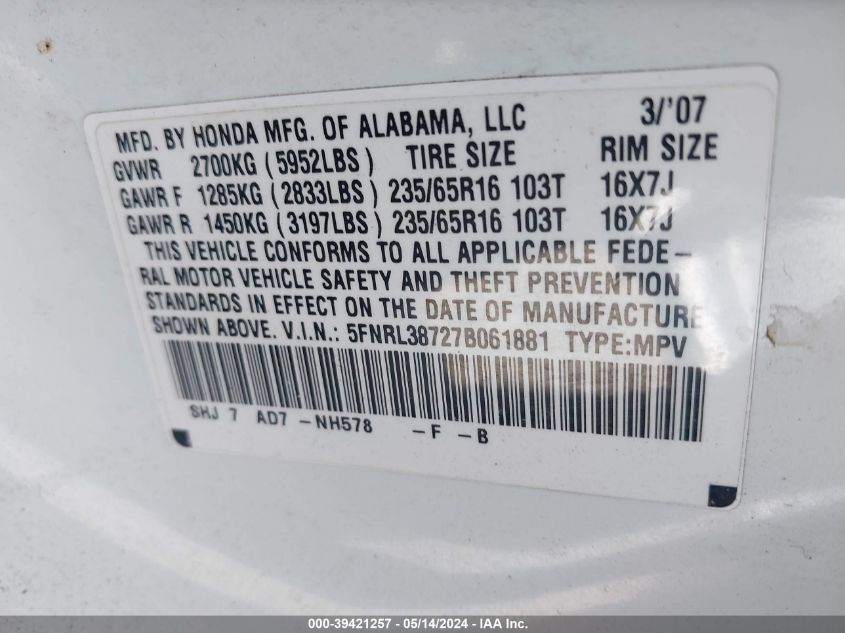 MFD. BY HONDA MFG. OF ALABAMA, LLC 3/'07
GVWR 2700KG (5952LBS) TIRE SIZE RIM SIZE
GAWR F 1285KG (2833LBS) 235/65R16 103T 16X7J
GAWR R 1450KG (3197LBS) 235/65R16 103T 16X7J
THIS VEHICLE CONFORMS TO ALL APPLICABLE FEDE-
RAL MOTOR VEHICLE SAFETY AND THEFT PREVENTION
STANDARDS IN EFFECT ON THE DATE OF MANUFACTURE
SHOWN ABOVE. V.I.N.: 5FNRL38727B061881 TYPE:MPV
SHJ 7 AD7 -NH578 -F -B
000-39421257 - 05/14/2024 - IAA Inc.